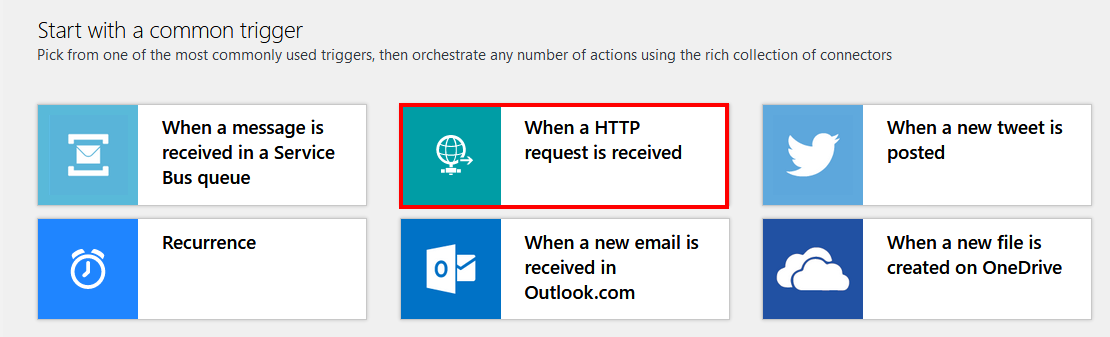 Start with a common trigger
Pick from one of the most commonly used triggers, then orchestrate any number of actions using the rich collection of connectors
When a message is
received in a Service
Bus queue
When a HTTP
request is received
When a new tweet is
posted
Recurrence
When a new email is
received in
Outlook.com
When a new file is
created on OneDrive